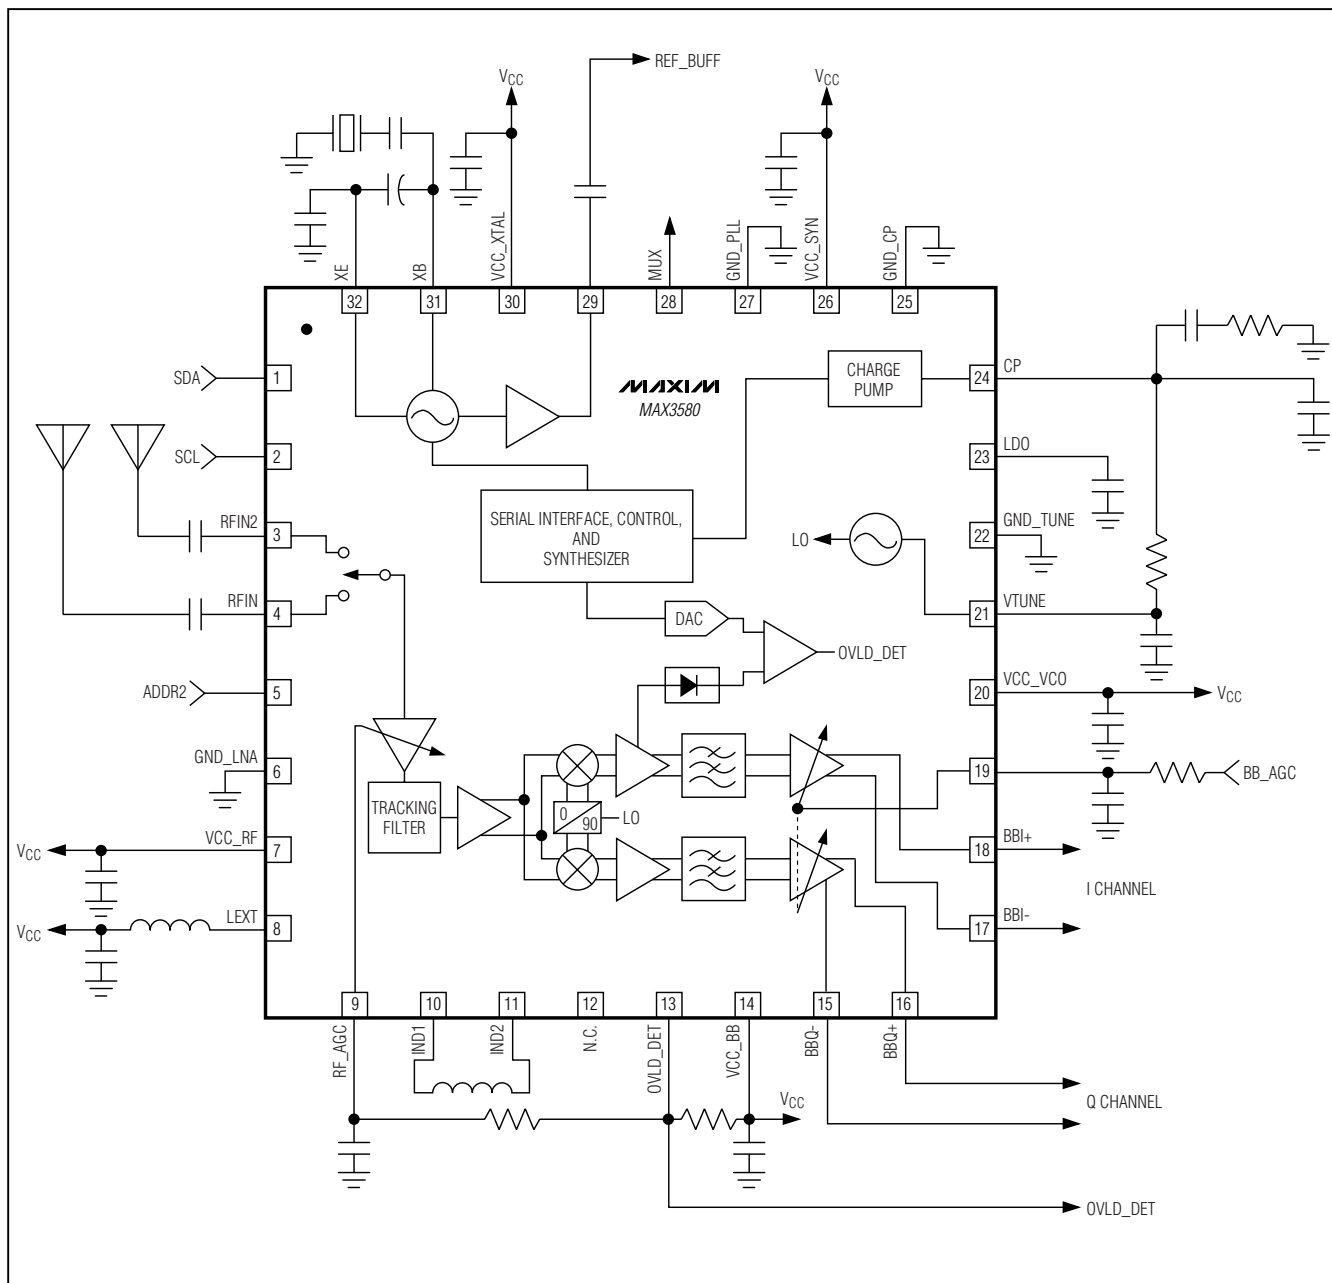 REF_BUFF
VCC
VCC
XE
XB
VCC_XTAL
MUX
GND_PLL
VCC_SYN
GND_CP
32
31
30
29
28
27
26
25
SDA
1
MAXIM
MAX3580
CHARGE
PUMP
24
CP
SCL
2
23
LDO
SERIAL INTERFACE, CONTROL,
AND
SYNTHESIZER
RFIN2
3
LO
22
GND_TUNE
RFIN
4
DAC
21
VTUNE
OVLD_DET
ADDR2
5
20
VCC_VCO
VCC
GND_LNA
6
19
BB_AGC
TRACKING
FILTER
0
90
LO
VCC
VCC_RF
7
18
BBI+
I CHANNEL
VCC
LEXT
8
17
BBI-
9
10
11
12
13
14
15
16
RF_AGC
IND1
IND2
N.C.
OVLD_DET
VCC_BB
BBQ-
BBQ+
VCC
Q CHANNEL
OVLD_DET